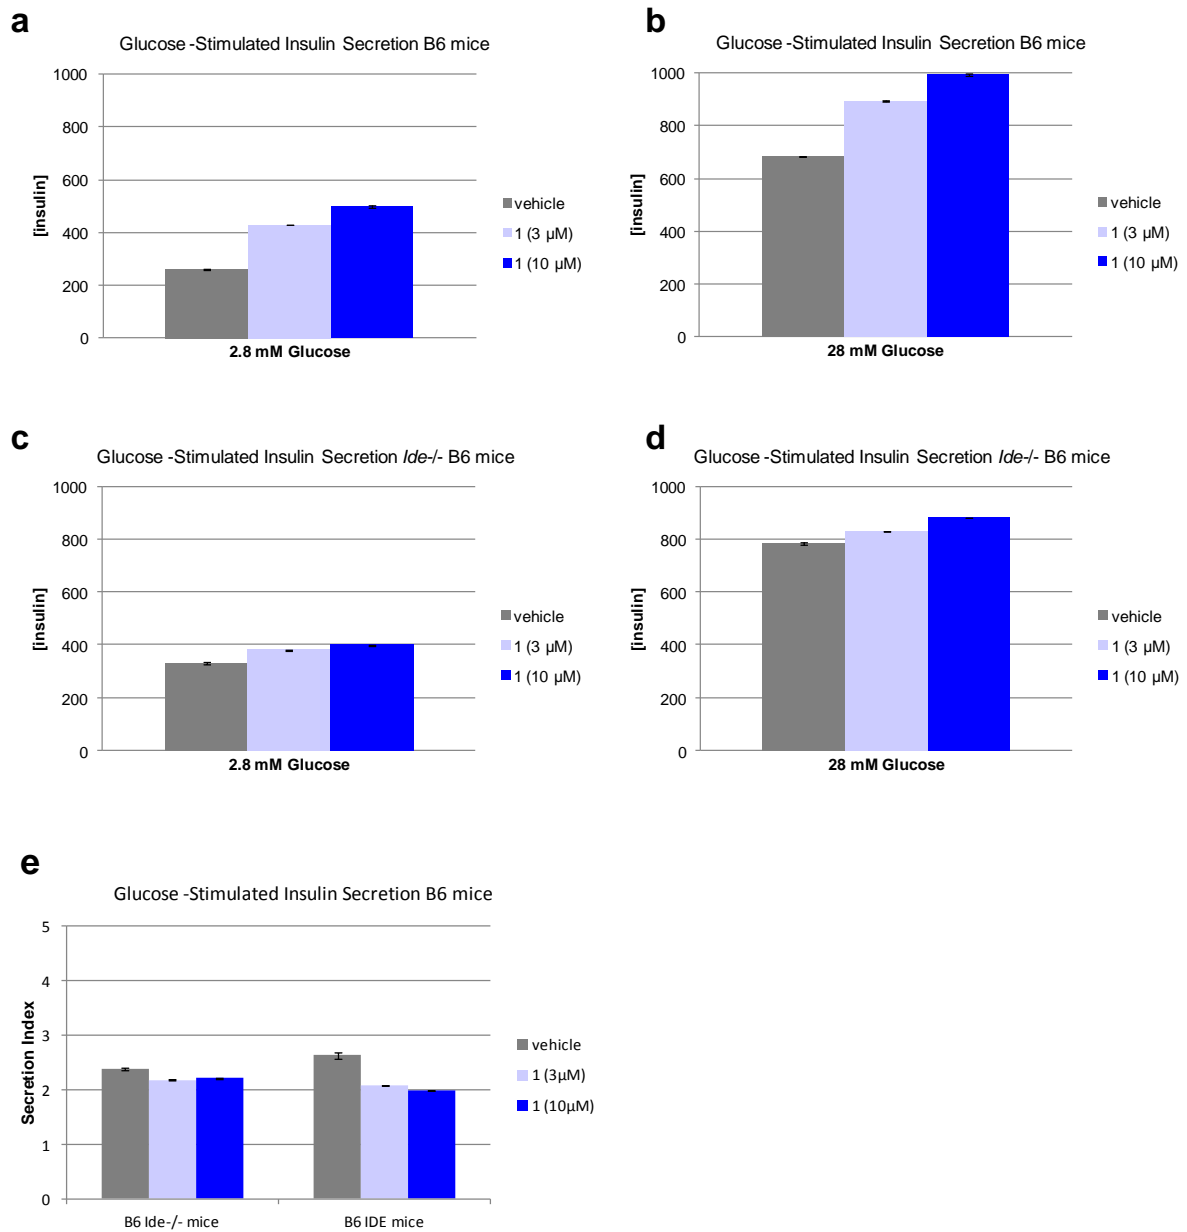 a
Glucose -Stimulated Insulin Secretion B6 mice
1000
800
600
400
200
0
[insulin]
2.8 mM Glucose
vehicle
1 (3 µM)
1 (10 µM)
b
Glucose -Stimulated Insulin Secretion B6 mice
1000
800
600
400
200
0
[insulin]
28 mM Glucose
vehicle
1 (3 µM)
1 (10 µM)
c
Glucose -Stimulated Insulin Secretion Ide-/- B6 mice
1000
800
600
400
200
0
[insulin]
2.8 mM Glucose
vehicle
1 (3 µM)
1 (10 µM)
d
Glucose -Stimulated Insulin Secretion Ide-/- B6 mice
1000
800
600
400
200
0
[insulin]
28 mM Glucose
vehicle
1 (3 µM)
1 (10 µM)
e
Glucose -Stimulated Insulin Secretion B6 mice
5
4
3
2
1
0
Secretion Index
B6 Ide-/- mice
B6 IDE mice
vehicle
1 (3µM)
1 (10µM)